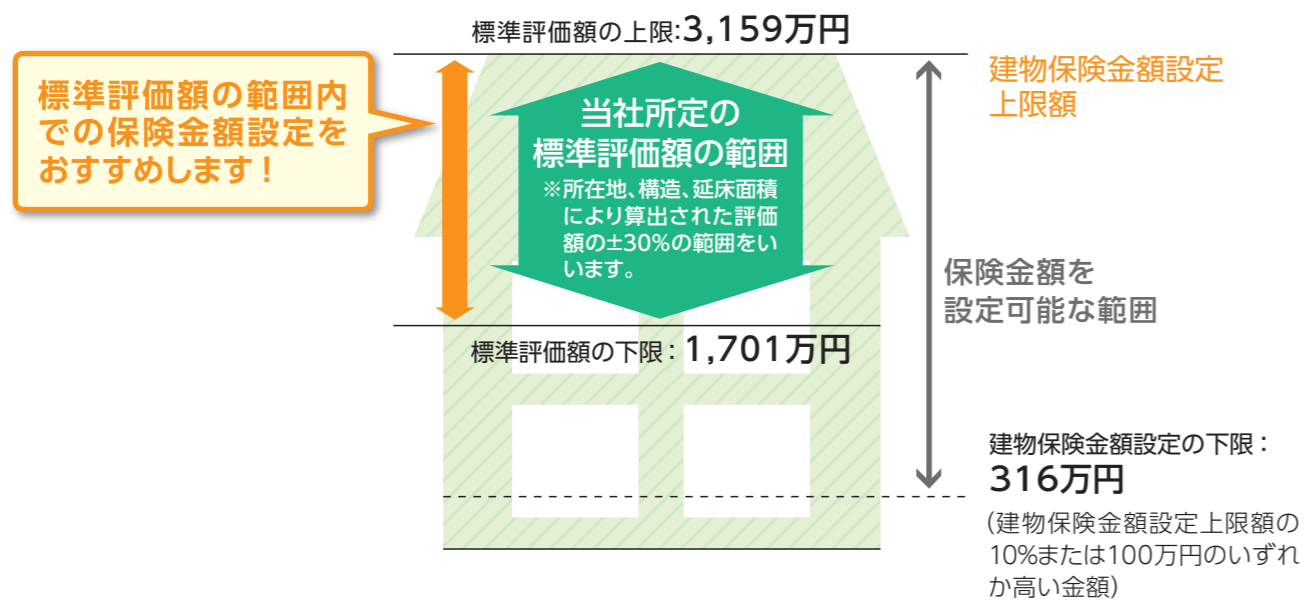 標準評価額の上限:3,159万円
標準評価額の範囲内
での保険金額設定を
おすすめします!
当社所定の
標準評価額の範囲
※所在地、構造、延床面積
により算出された評価
額の±30%の範囲をい
います。
建物保険金額設定
上限額
保険金額を
設定可能な範囲
標準評価額の下限:1,701万円
建物保険金額設定の下限:
316万円
(建物保険金額設定上限額の
10%または100万円のいずれ
か高い金額)